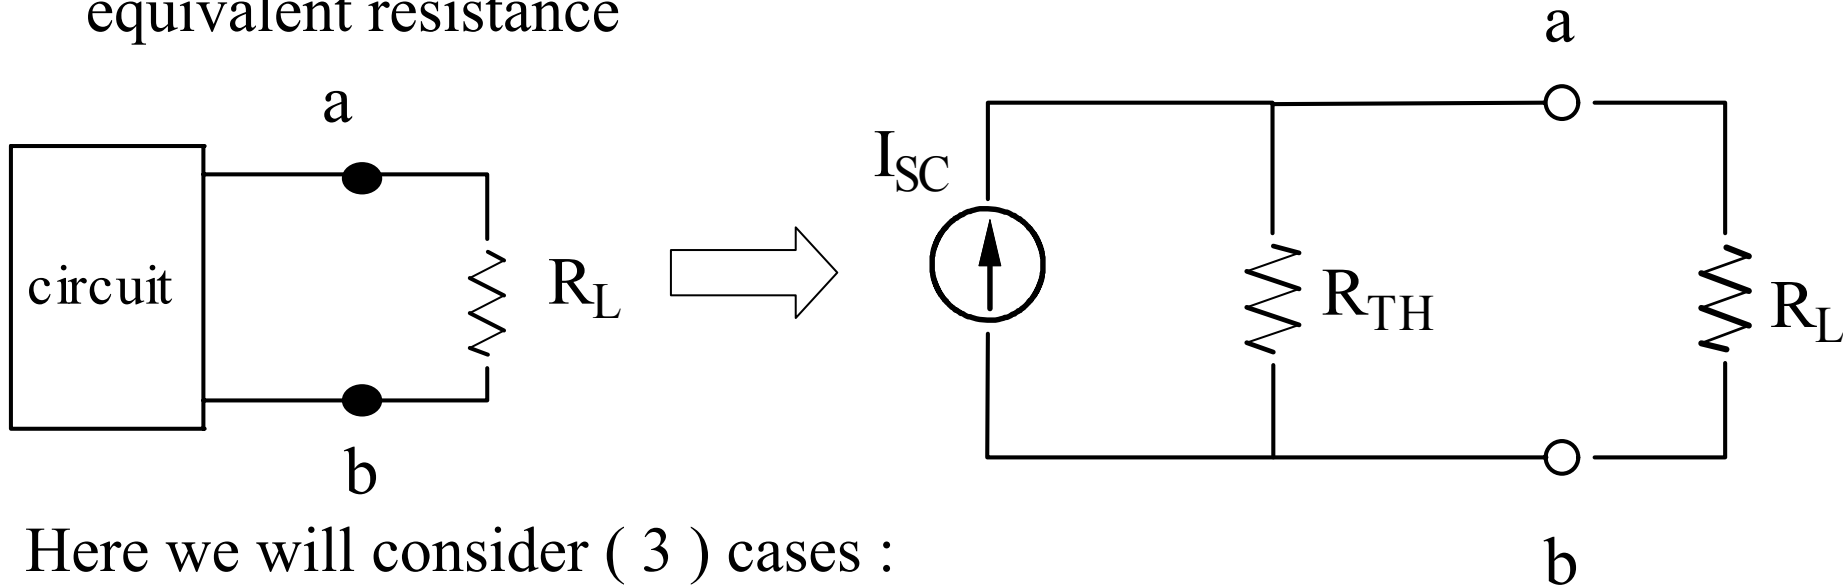 equivalent resistance
a
circuit
R_L
b
a
I_SC
R_TH
R_L
b
Here we will consider ( 3 ) cases :